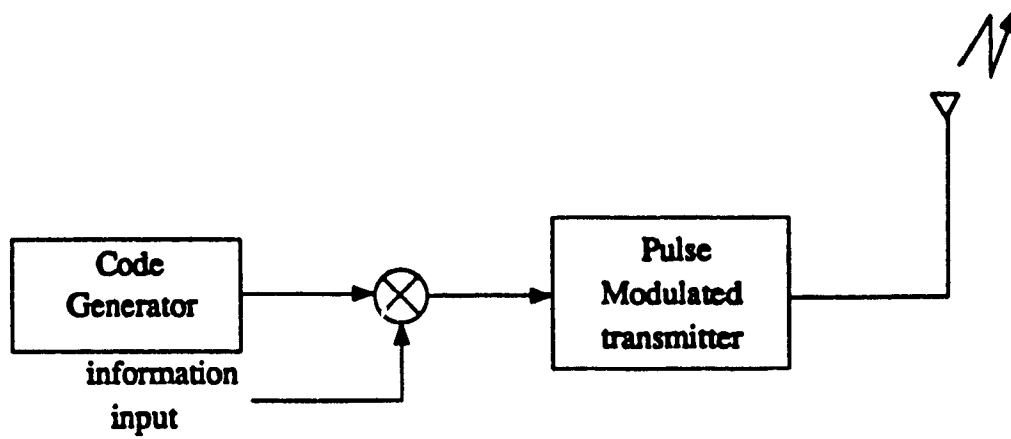 Code
Generator
information
input
Pulse
Modulated
transmitter